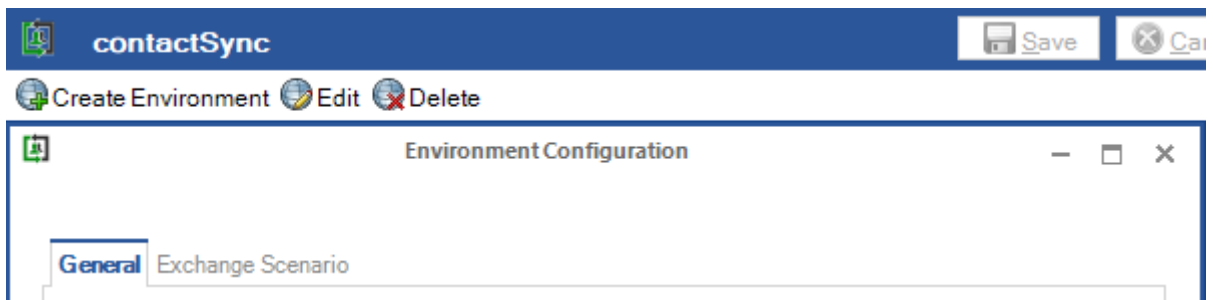 contactSync Save
Create Environment Edit Delete
Environment Configuration
General Exchange Scenario